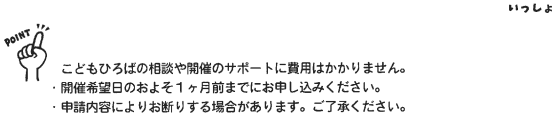 いっしょ
POINT
こどもひろばの相談や開催のサポートに費用はかかりません。
・開催希望日のおよそ1ヶ月前までにお申し込みください。
・申請内容によりお断りする場合があります。ご了承ください。